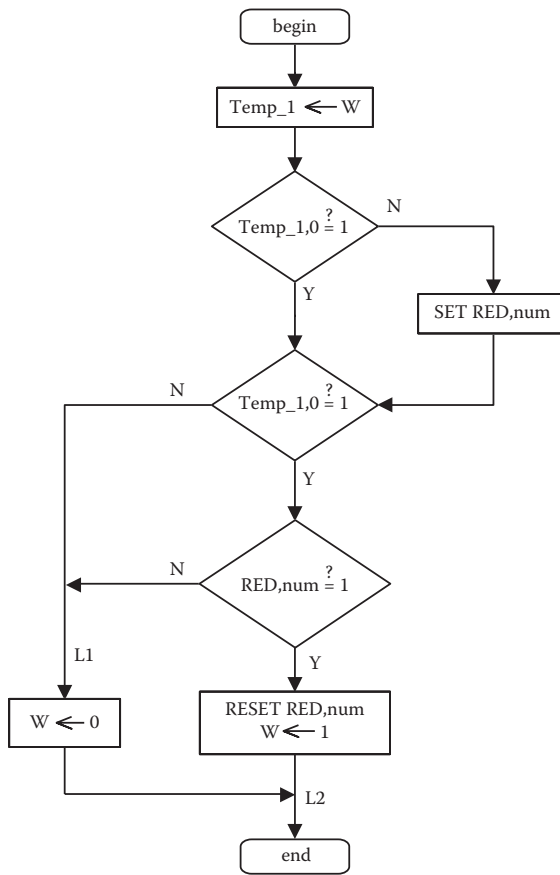 begin
Temp_1 ← W
Temp_1,0 ≟ 1
N
Y
SET RED,num
Temp_1,0 ≟ 1
N
Y
RED,num ≟ 1
N
Y
L1
W ← 0
RESET RED,num
W ← 1
L2
end